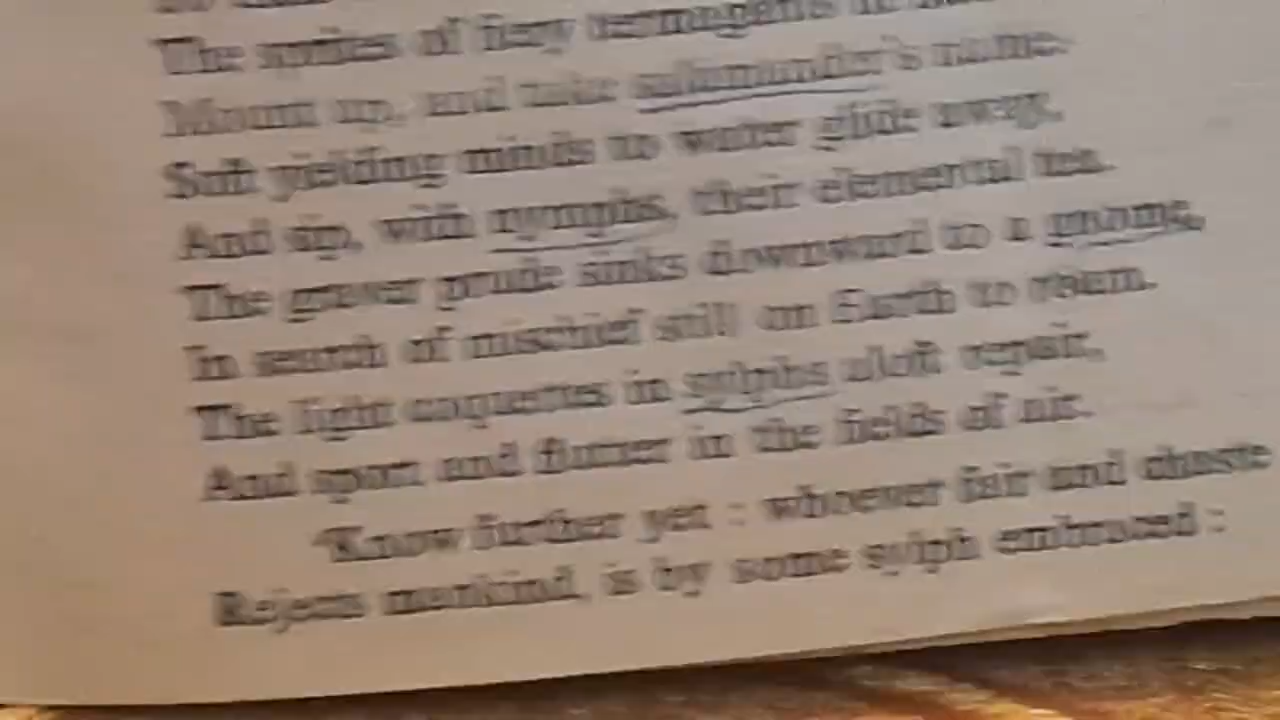 The sprites of fiery termagants in
Mount up, and take salamander's name.
Soft yielding minds to water glide away,
And sip, with nymphs, their elemental tea.
The graver prude sinks downward to a gnome,
In search of mischief still on Earth to roam.
The light coquettes in sylphs aloft repair,
And sport and flutter in the fields of air.
'Know further yet : whoever fair and chaste
Rejects mankind, is by some sylph embraced :